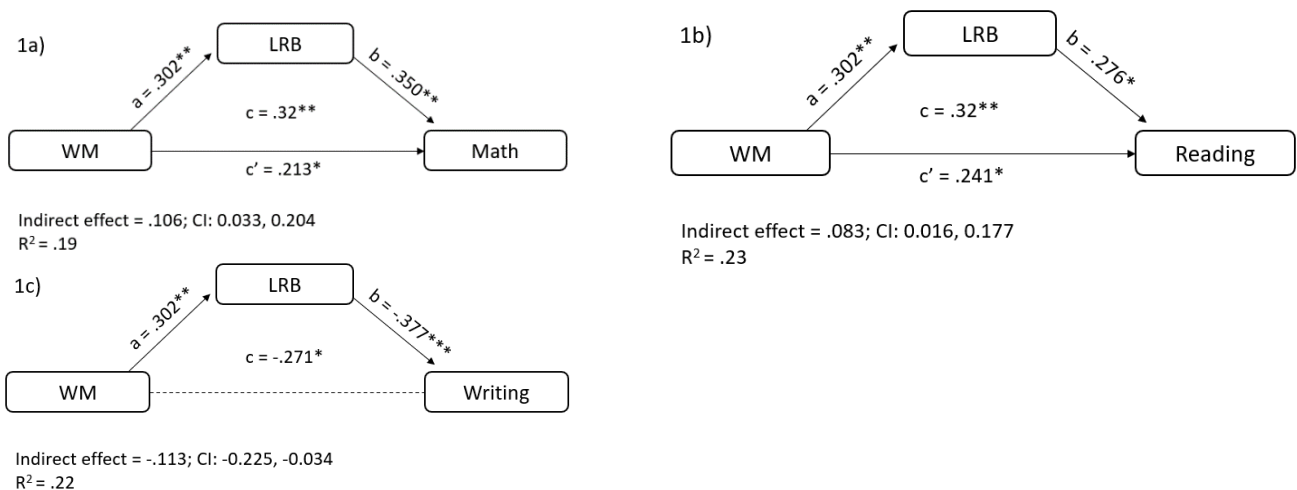 1a)
LRB
a = .302**
b = .350**
c = .32**
WM
Math
c’ = .213*
Indirect effect = .106; CI: 0.033, 0.204
R² = .19
1b)
LRB
a = .302**
b = .276*
c = .32**
WM
Reading
c’ = .241*
Indirect effect = .083; CI: 0.016, 0.177
R² = .23
1c)
LRB
a = .302**
b = -.377***
c = -.271*
WM
Writing
Indirect effect = -.113; CI: -0.225, -0.034
R² = .22